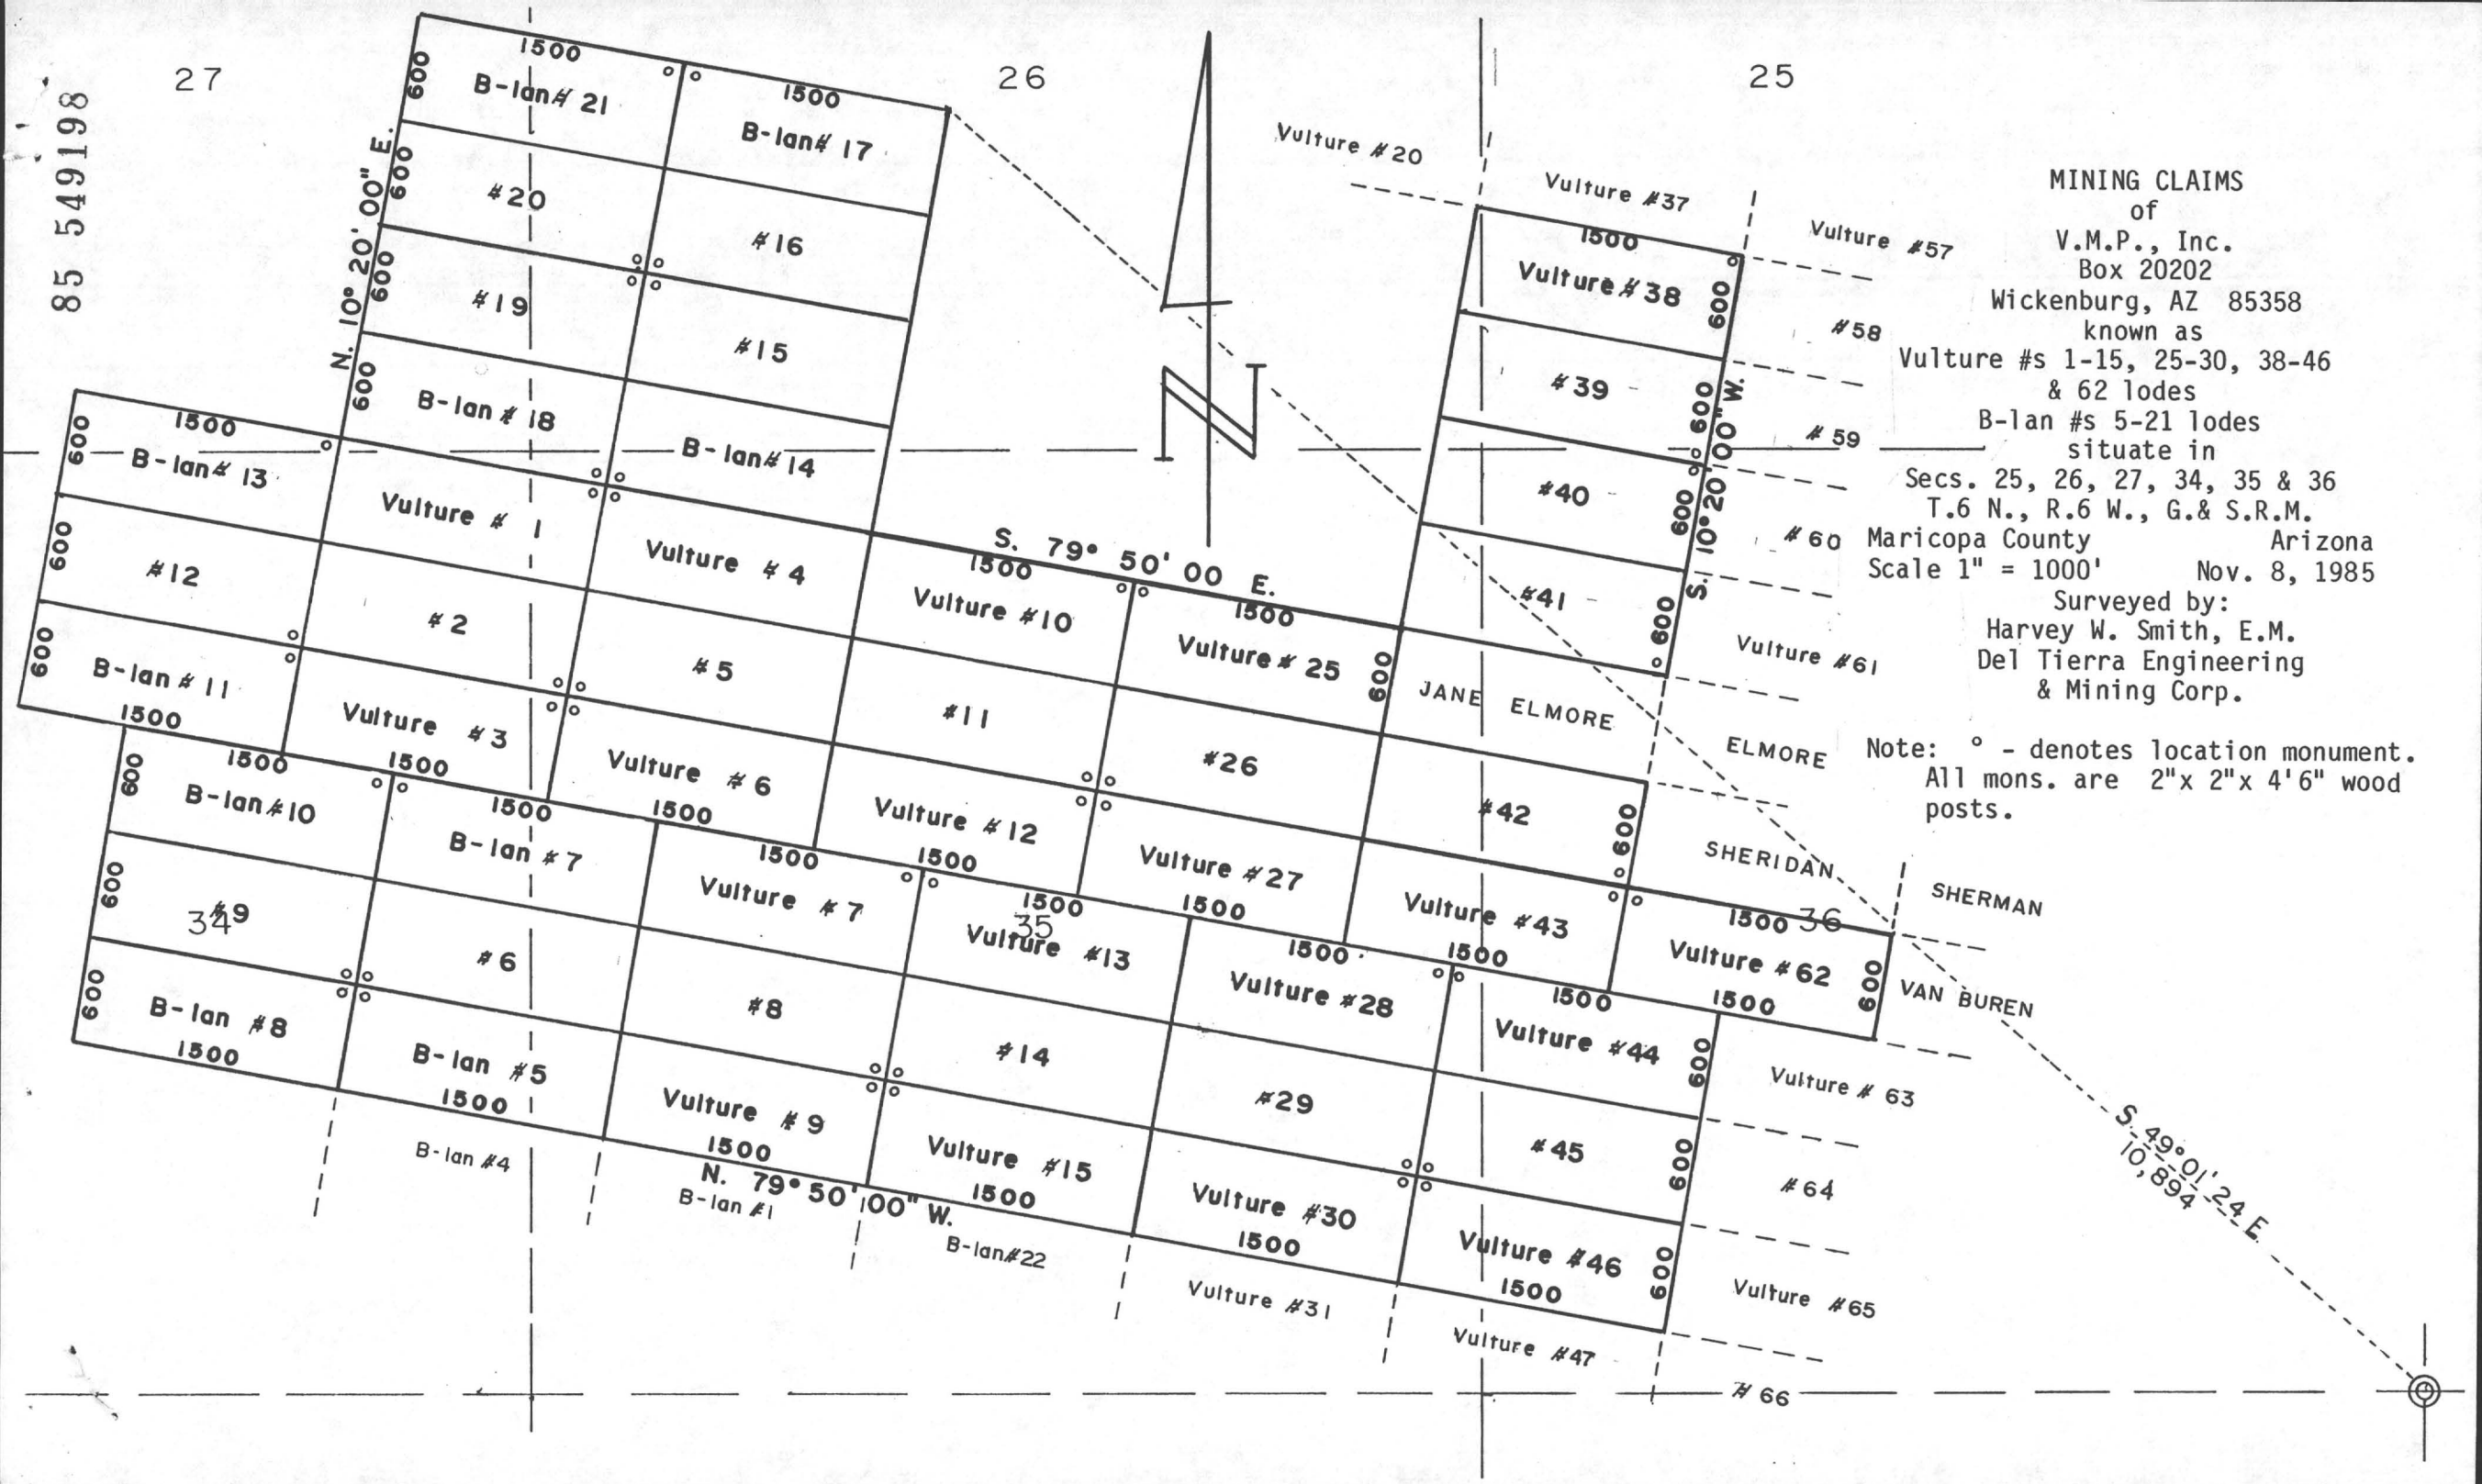 27
26
25
85 549198
1500
600
B-lan # 21
1500
B-lan # 17
600
#20
#16
N. 10° 20' 00" E.
600
#19
#15
600
B-lan # 18
B-lan # 14
Vulture #20
Vulture #37
Vulture #57
1500
Vulture # 38
600
#58
#39
600
#59
S. 10° 20' 00" W.
#40
600
#60
#41
600
Vulture #61
MINING CLAIMS
of
V.M.P., Inc.
Box 20202
Wickenburg, AZ 85358
known as
Vulture #s 1-15, 25-30, 38-46
& 62 lodes
B-lan #s 5-21 lodes
situate in
Secs. 25, 26, 27, 34, 35 & 36
T.6 N., R.6 W., G.& S.R.M.
Maricopa County Arizona
Scale 1" = 1000' Nov. 8, 1985
Surveyed by:
Harvey W. Smith, E.M.
Del Tierra Engineering
& Mining Corp.
Note: ° - denotes location monument.
All mons. are 2"x 2"x 4'6" wood
posts.
1500
600
B-lan # 13
Vulture # 1
Vulture # 4
S. 79° 50' 00 E.
1500
Vulture #10
1500
Vulture # 25
600
JANE ELMORE
ELMORE
600
#12
#2
#5
#11
#26
#42
600
SHERIDAN
SHERMAN
600
B-lan # 11
1500
Vulture #3
1500
1500
Vulture # 6
1500
1500
Vulture # 12
1500
1500
Vulture #27
1500
1500
Vulture #43
1500
1500
1500 36
Vulture # 62
600
1500
VAN BUREN
1500
600
B-lan #10
B-lan # 7
Vulture # 7
35
Vulture #13
Vulture #28
Vulture #44
600
Vulture # 63
600
#9
34
#6
#8
#14
#29
#45
600
#64
600
B-lan #8
1500
B-lan #5
1500
Vulture # 9
1500
Vulture #15
1500
Vulture #30
1500
Vulture #46
1500
600
Vulture #65
N. 79° 50' 00" W.
B-lan #4
B-lan #1
B-lan#22
Vulture #31
Vulture #47
# 66
S. 49° 01' 24 E.
10,894